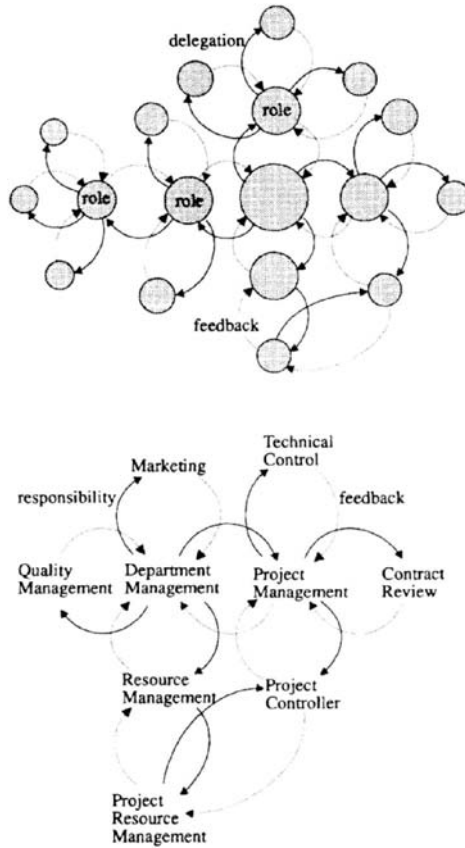 delegation
role
role
role
feedback
Technical
Control
Marketing
responsibility
feedback
Quality
Management
Department
Management
Project
Management
Contract
Review
Resource
Management
Project
Controller
Project
Resource
Management